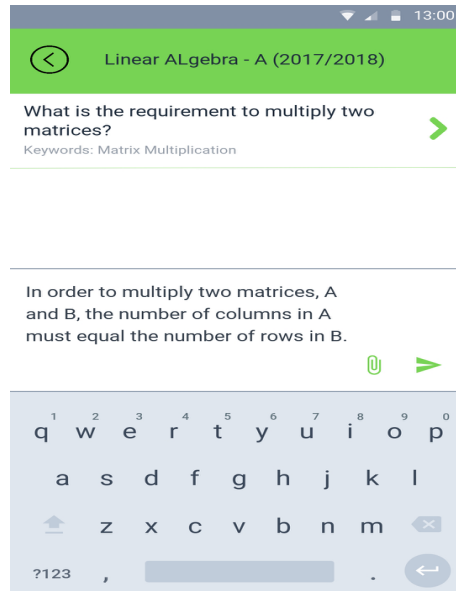 13:00
Linear ALgebra - A (2017/2018)
What is the requirement to multiply two
matrices?
Keywords: Matrix Multiplication
In order to multiply two matrices, A
and B, the number of columns in A
must equal the number of rows in B.
1 2 3 4 5 6 7 8 9 0
q w e r t y u i o p
a s d f g h j k l
z x c v b n m
?123 , .